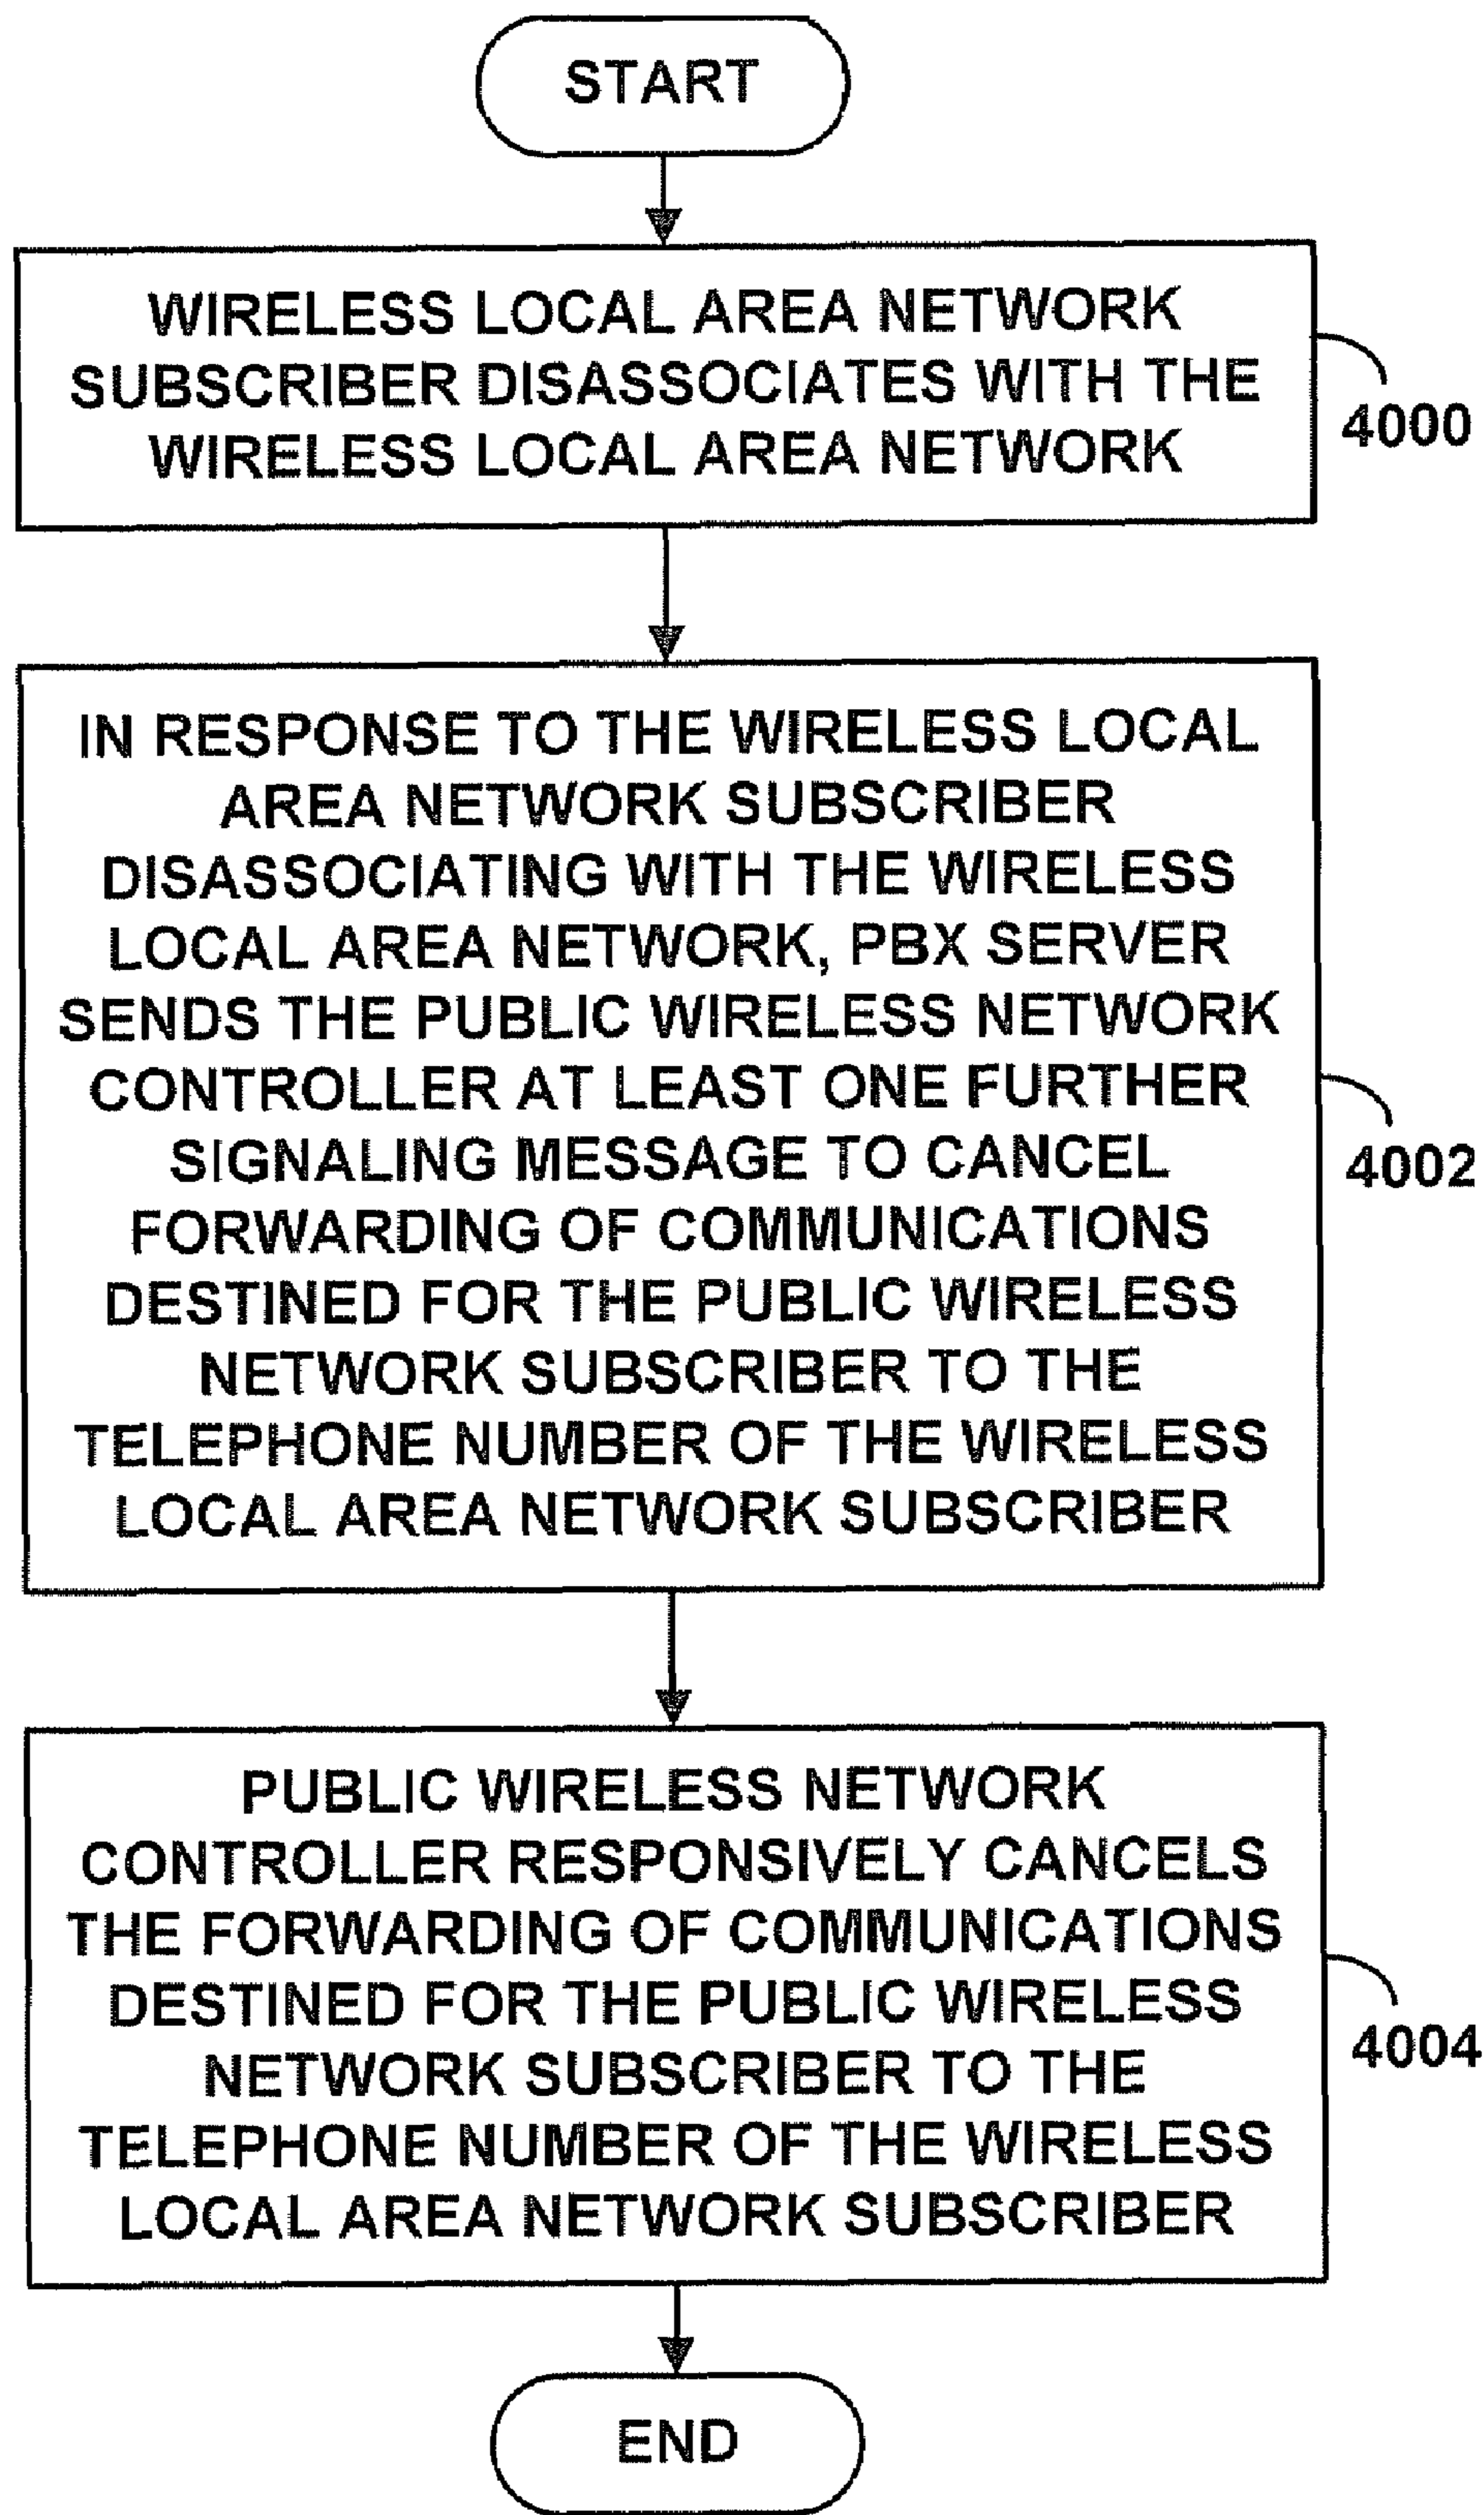 START
WIRELESS LOCAL AREA NETWORK
SUBSCRIBER DISASSOCIATES WITH THE
WIRELESS LOCAL AREA NETWORK
4000
IN RESPONSE TO THE WIRELESS LOCAL
AREA NETWORK SUBSCRIBER
DISASSOCIATING WITH THE WIRELESS
LOCAL AREA NETWORK, PBX SERVER
SENDS THE PUBLIC WIRELESS NETWORK
CONTROLLER AT LEAST ONE FURTHER
SIGNALING MESSAGE TO CANCEL
FORWARDING OF COMMUNICATIONS
DESTINED FOR THE PUBLIC WIRELESS
NETWORK SUBSCRIBER TO THE
TELEPHONE NUMBER OF THE WIRELESS
LOCAL AREA NETWORK SUBSCRIBER
4002
PUBLIC WIRELESS NETWORK
CONTROLLER RESPONSIVELY CANCELS
THE FORWARDING OF COMMUNICATIONS
DESTINED FOR THE PUBLIC WIRELESS
NETWORK SUBSCRIBER TO THE
TELEPHONE NUMBER OF THE WIRELESS
LOCAL AREA NETWORK SUBSCRIBER
4004
END